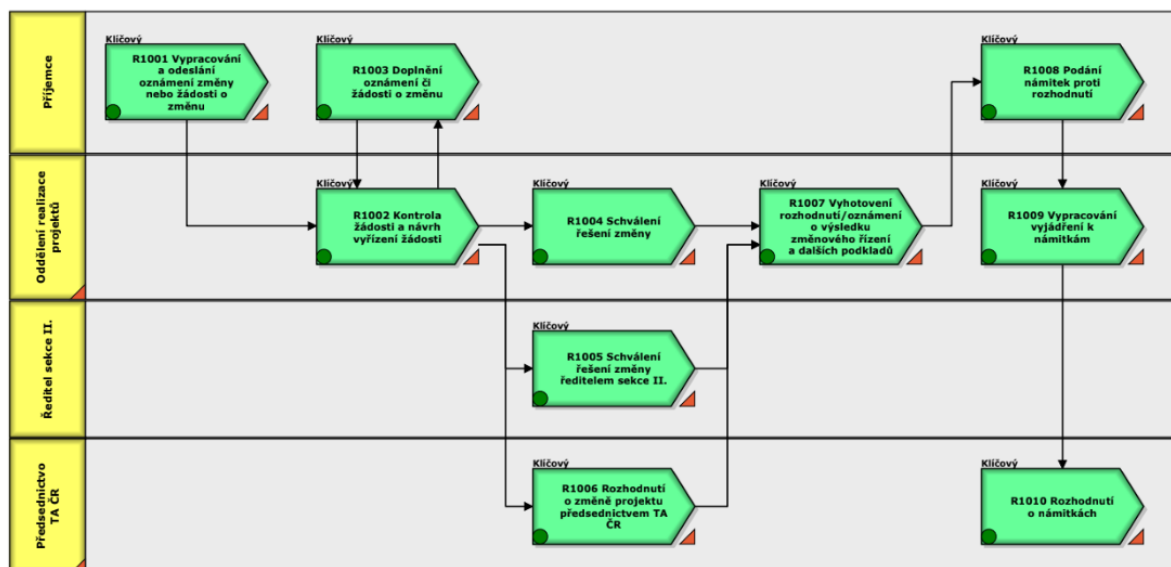 Příjemce
Klíčový
R1001 Vypracování
a odeslání
oznámení změny
nebo žádosti o
změnu
Klíčový
R1003 Doplnění
oznámení či
žádosti o změnu
Klíčový
R1008 Podání
námitek proti
rozhodnutí
Oddělení realizace
projektů
Klíčový
R1002 Kontrola
žádosti a návrh
vyřízení žádosti
Klíčový
R1004 Schválení
řešení změny
Klíčový
R1007 Vyhotovení
rozhodnutí/oznámení
o výsledku
změnového řízení
a dalších podkladů
Klíčový
R1009 Vypracování
vyjádření k
námitkám
Ředitel sekce II.
Klíčový
R1005 Schválení
řešení změny
ředitelem sekce II.
Předsednictvo
TA ČR
Klíčový
R1006 Rozhodnutí
o změně projektu
předsednictvem TA
ČR
Klíčový
R1010 Rozhodnutí
o námitkách